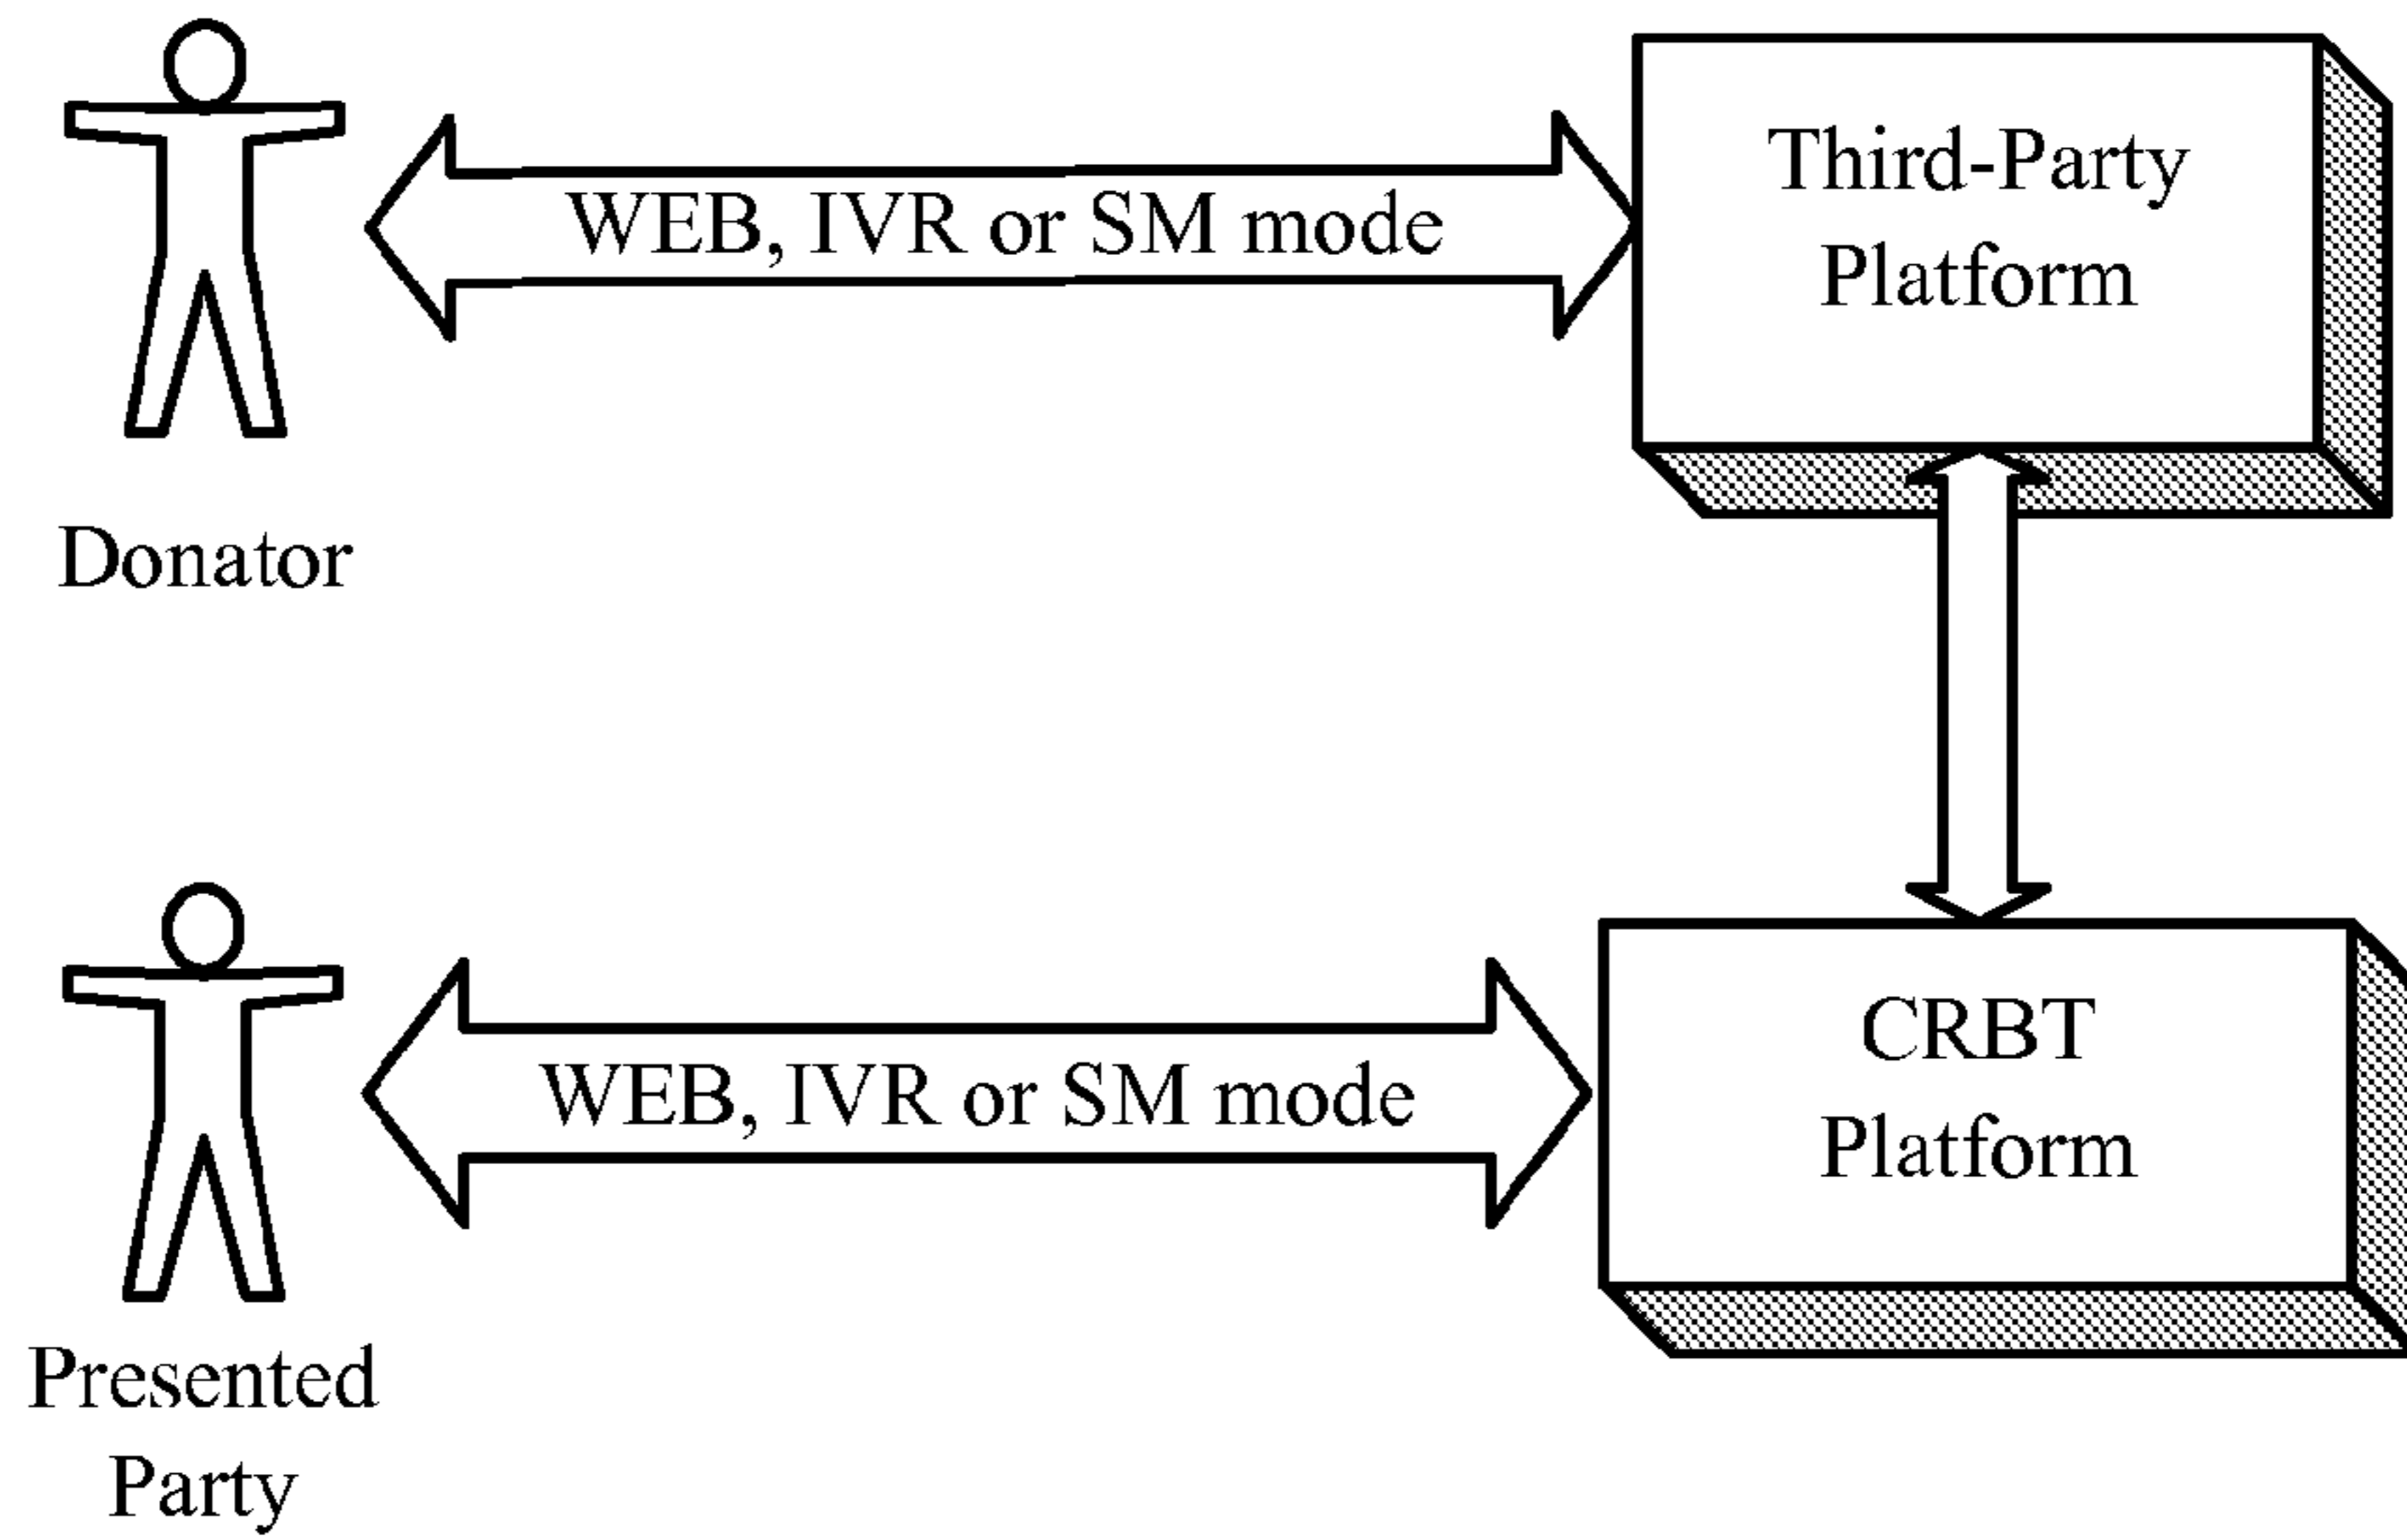 WEB, IVR or SM mode
Third-Party
Platform
Donator
WEB, IVR or SM mode
CRBT
Platform
Presented
Party